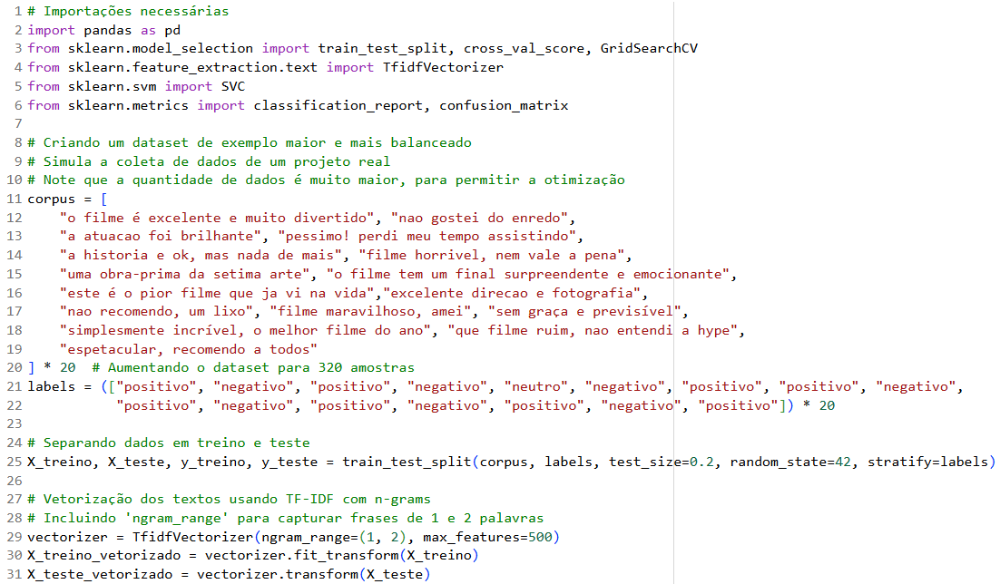 1 # Importações necessárias
2 import pandas as pd
3 from sklearn.model_selection import train_test_split, cross_val_score, GridSearchCV
4 from sklearn.feature_extraction.text import TfidfVectorizer
5 from sklearn.svm import SVC
6 from sklearn.metrics import classification_report, confusion_matrix
7
8 # Criando um dataset de exemplo maior e mais balanceado
9 # Simula a coleta de dados de um projeto real
10 # Note que a quantidade de dados é muito maior, para permitir a otimização
11 corpus = [
12     "o filme é excelente e muito divertido", "nao gostei do enredo",
13     "a atuacao foi brilhante", "pessimo! perdi meu tempo assistindo",
14     "a historia e ok, mas nada de mais", "filme horrivel, nem vale a pena",
15     "uma obra-prima da setima arte", "o filme tem um final surpreendente e emocionante",
16     "este é o pior filme que ja vi na vida","excelente direcao e fotografia",
17     "nao recomendo, um lixo", "filme maravilhoso, amei", "sem graça e previsível",
18     "simplesmente incrível, o melhor filme do ano", "que filme ruim, nao entendi a hype",
19     "espetacular, recomendo a todos"
20 ] * 20  # Aumentando o dataset para 320 amostras
21 labels = (["positivo", "negativo", "positivo", "negativo", "neutro", "negativo", "positivo", "positivo", "negativo",
22            "positivo", "negativo", "positivo", "negativo", "positivo", "negativo", "positivo"]) * 20
23
24 # Separando dados em treino e teste
25 X_treino, X_teste, y_treino, y_teste = train_test_split(corpus, labels, test_size=0.2, random_state=42, stratify=labels)
26
27 # Vetorização dos textos usando TF-IDF com n-grams
28 # Incluindo 'ngram_range' para capturar frases de 1 e 2 palavras
29 vectorizer = TfidfVectorizer(ngram_range=(1, 2), max_features=500)
30 X_treino_vetorizado = vectorizer.fit_transform(X_treino)
31 X_teste_vetorizado = vectorizer.transform(X_teste)